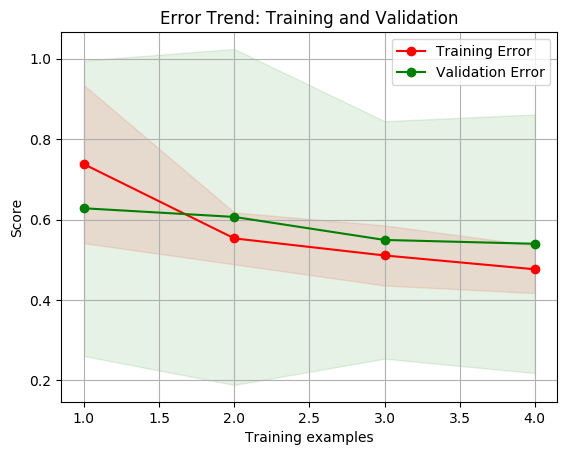 Error Trend: Training and Validation
Training Error
Validation Error
1.0
0.8
0.6
0.4
0.2
Score
1.0 1.5 2.0 2.5 3.0 3.5 4.0
Training examples